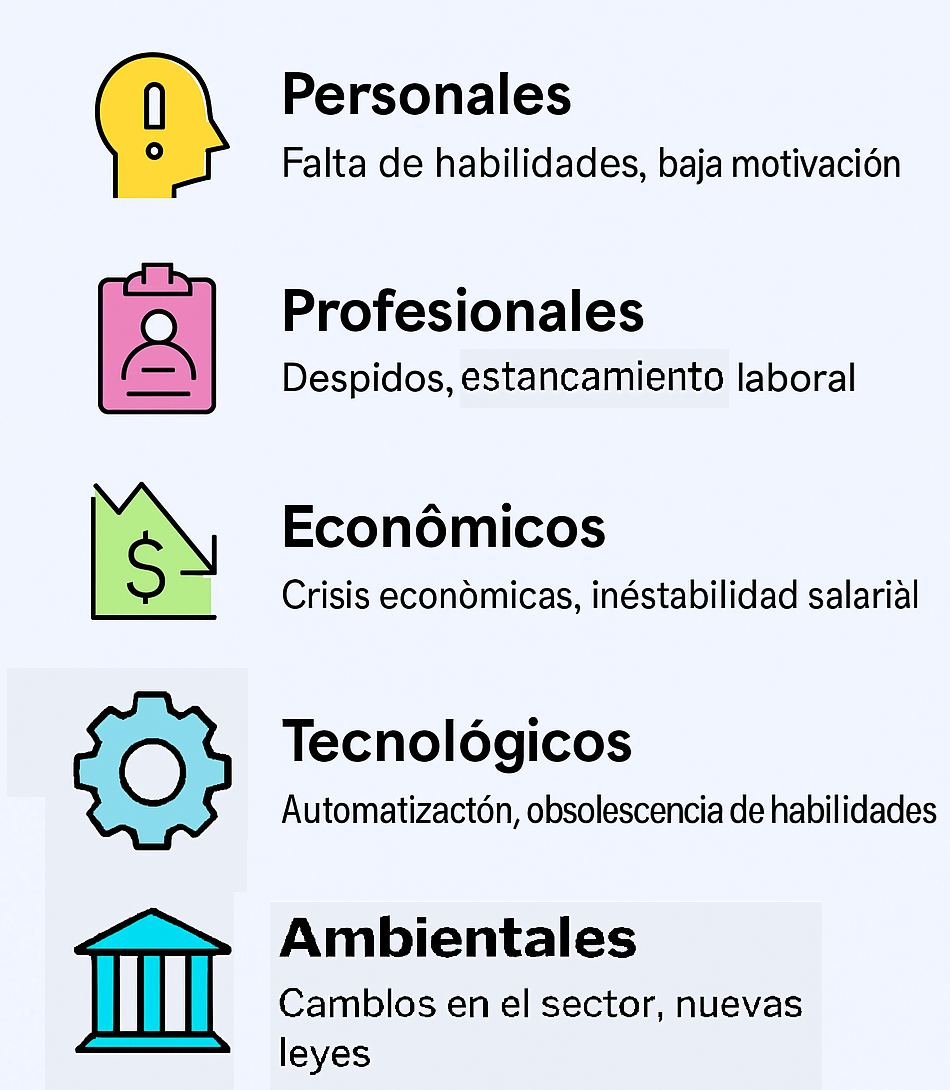 Personales
Falta de habilidades, baja motivación
Profesionales
Despidos, estancamiento laboral
Econômicos
Crisis econòmicas, inéstabilidad salariàl
Tecnológicos
Automatizactón, obsolescencia de habilidades
Ambientales
Camblos en el sector, nuevas
leyes